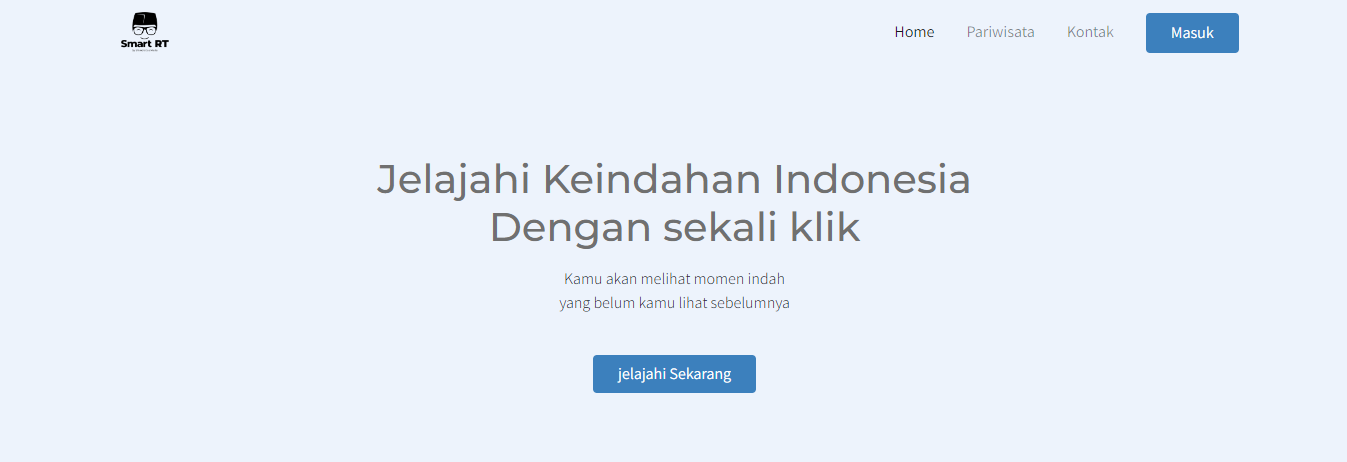 Smart RT
Home
Pariwisata
Kontak
Masuk
Jelajahi Keindahan Indonesia
Dengan sekali klik
Kamu akan melihat momen indah
yang belum kamu lihat sebelumnya
jelajahi Sekarang